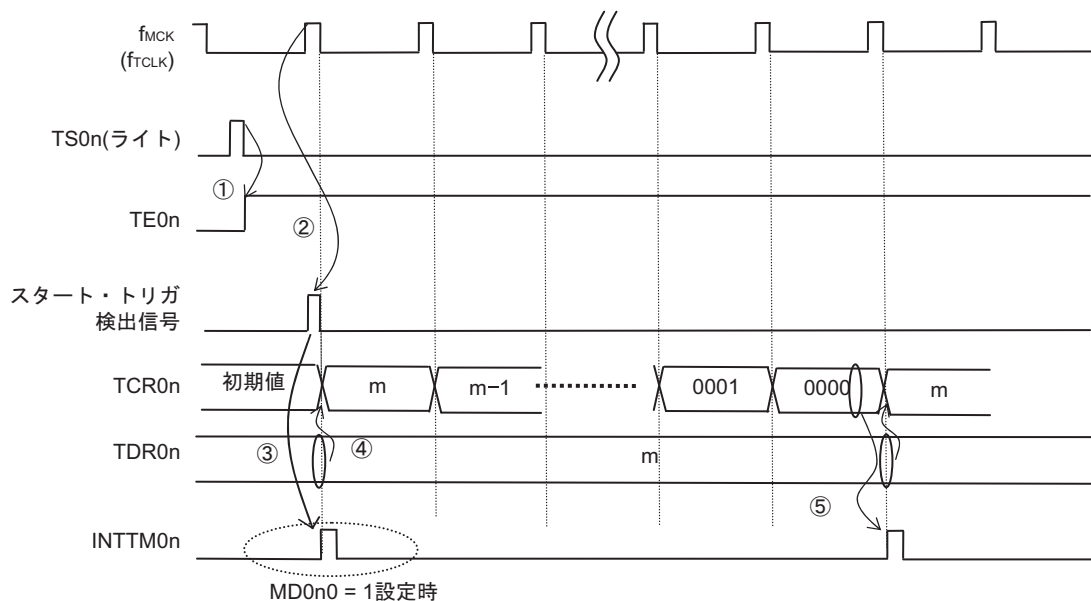 fMCK
(fTCLK)
TS0n(ライト)
①
TE0n
②
スタート・トリガ
検出信号
TCR0n
初期値
m
m−1
0001
0000
m
③
④
TDR0n
m
⑤
INTTM0n
MD0n0 = 1設定時